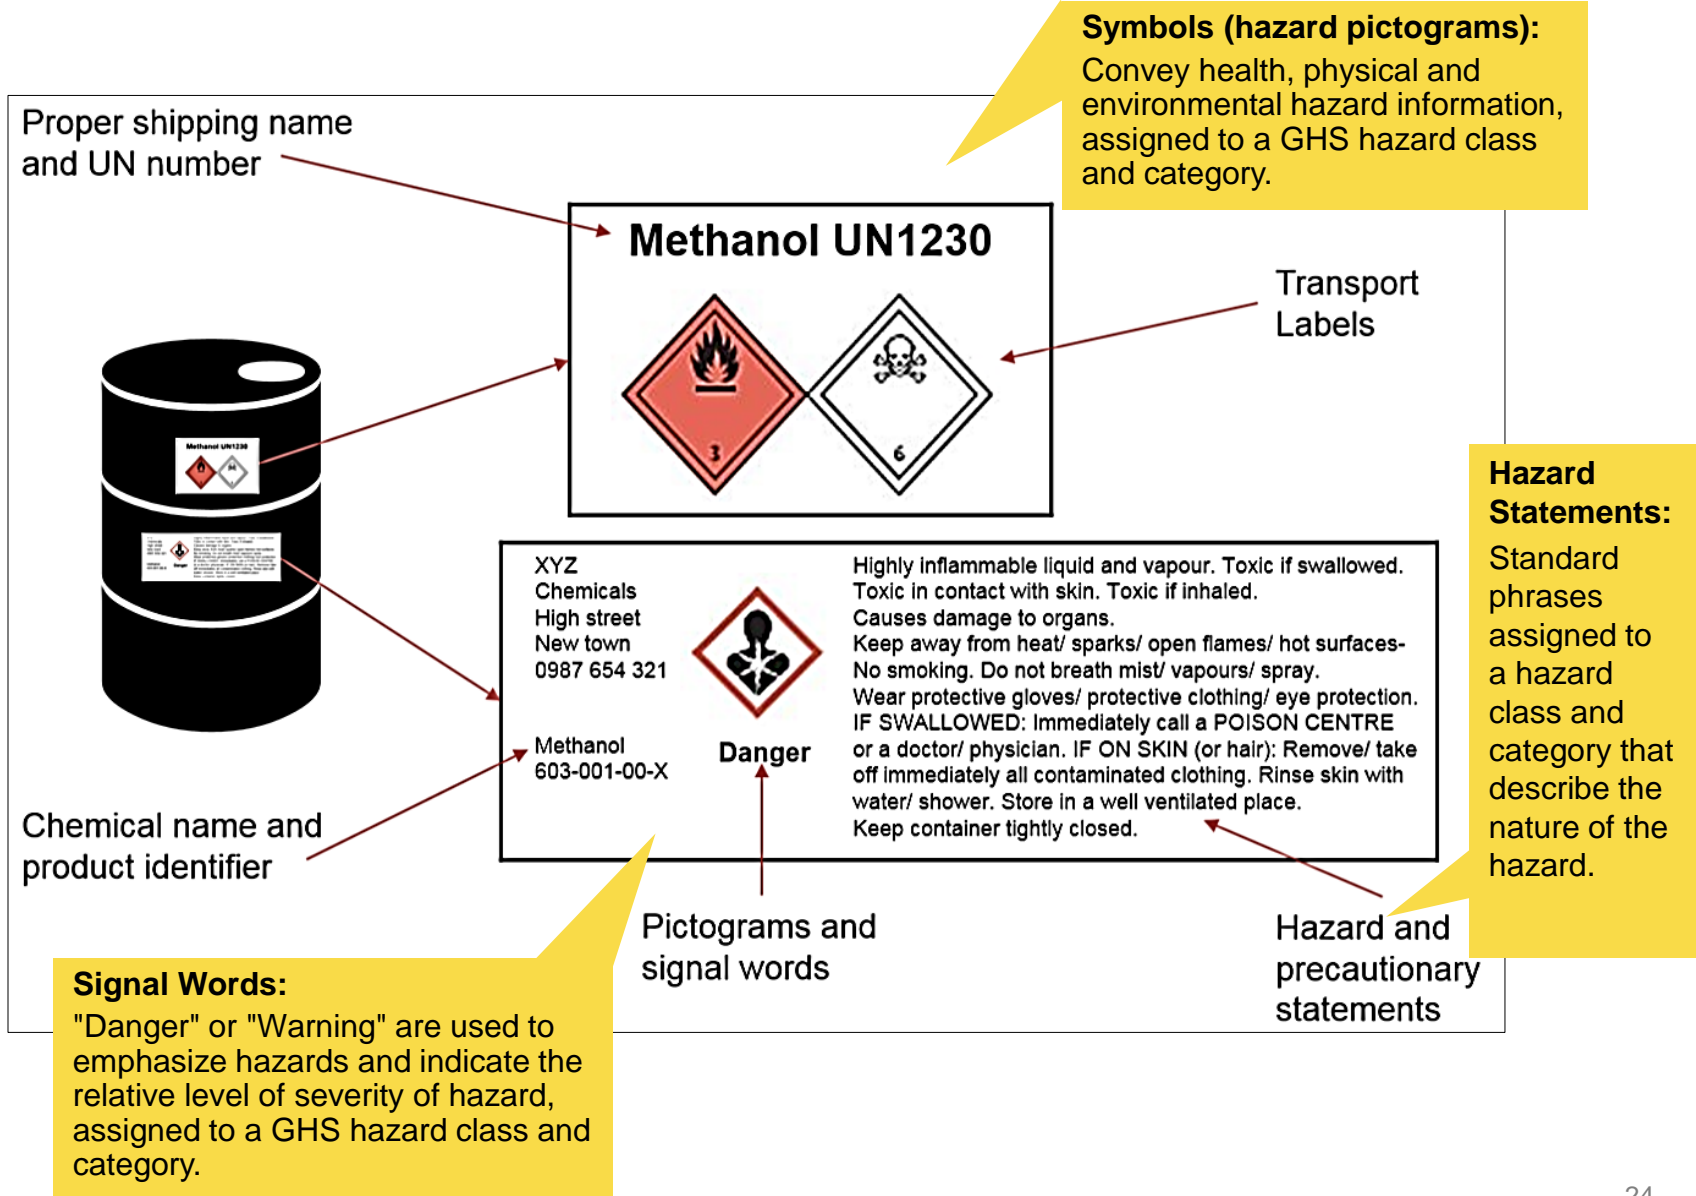 Symbols (hazard pictograms):
Convey health, physical and
environmental hazard information,
assigned to a GHS hazard class
and category.
Proper shipping name
and UN number
Methanol UN1230
3
6
Transport
Labels
Methanol UN1230
Danger
XYZ
Chemicals
High street
New town
0987 654 321
Methanol
603-001-00-X
Danger
Highly inflammable liquid and vapour. Toxic if swallowed.
Toxic in contact with skin. Toxic if inhaled.
Causes damage to organs.
Keep away from heat/ sparks/ open flames/ hot surfaces-
No smoking. Do not breath mist/ vapours/ spray.
Wear protective gloves/ protective clothing/ eye protection.
IF SWALLOWED: Immediately call a POISON CENTRE
or a doctor/ physician. IF ON SKIN (or hair): Remove/ take
off immediately all contaminated clothing. Rinse skin with
water/ shower. Store in a well ventilated place.
Keep container tightly closed.
Hazard
Statements:
Standard
phrases
assigned to
a hazard
class and
category that
describe the
nature of the
hazard.
Chemical name and
product identifier
Pictograms and
signal words
Hazard and
precautionary
statements
Signal Words:
"Danger" or "Warning" are used to
emphasize hazards and indicate the
relative level of severity of hazard,
assigned to a GHS hazard class and
category.
24